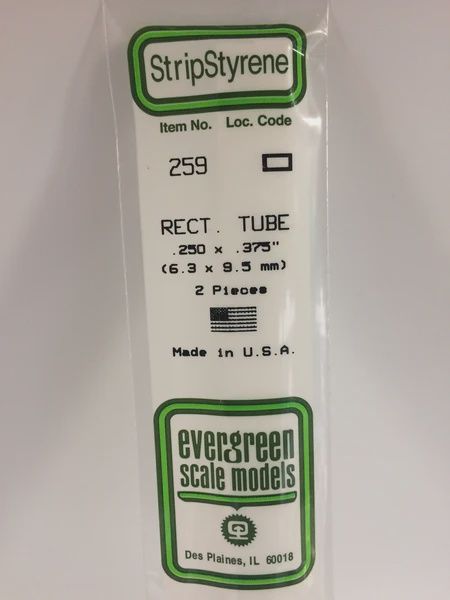 StripStyrene
Item No. Loc. Code
259
RECT. TUBE
.250 x .375"
(6.3 x 9.5 mm)
2 Pieces
Made in U.S.A.
evergreen
scale models
Des Plaines, IL 60018